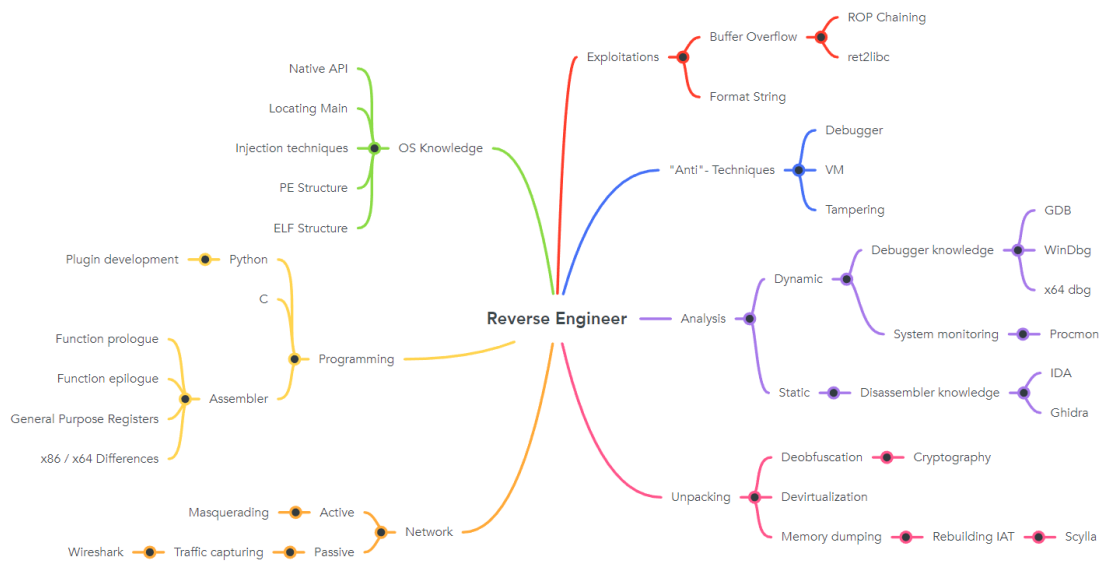 Reverse Engineer
Exploitations
Buffer Overflow
ROP Chaining
ret2libc
Format String
"Anti"- Techniques
Debugger
VM
Tampering
Analysis
Dynamic
Debugger knowledge
GDB
WinDbg
x64 dbg
System monitoring
Procmon
Static
Disassembler knowledge
IDA
Ghidra
Unpacking
Deobfuscation
Cryptography
Devirtualization
Memory dumping
Rebuilding IAT
Scylla
OS Knowledge
Native API
Locating Main
Injection techniques
PE Structure
ELF Structure
Programming
Python
Plugin development
C
Assembler
Function prologue
Function epilogue
General Purpose Registers
x86 / x64 Differences
Network
Active
Masquerading
Passive
Traffic capturing
Wireshark